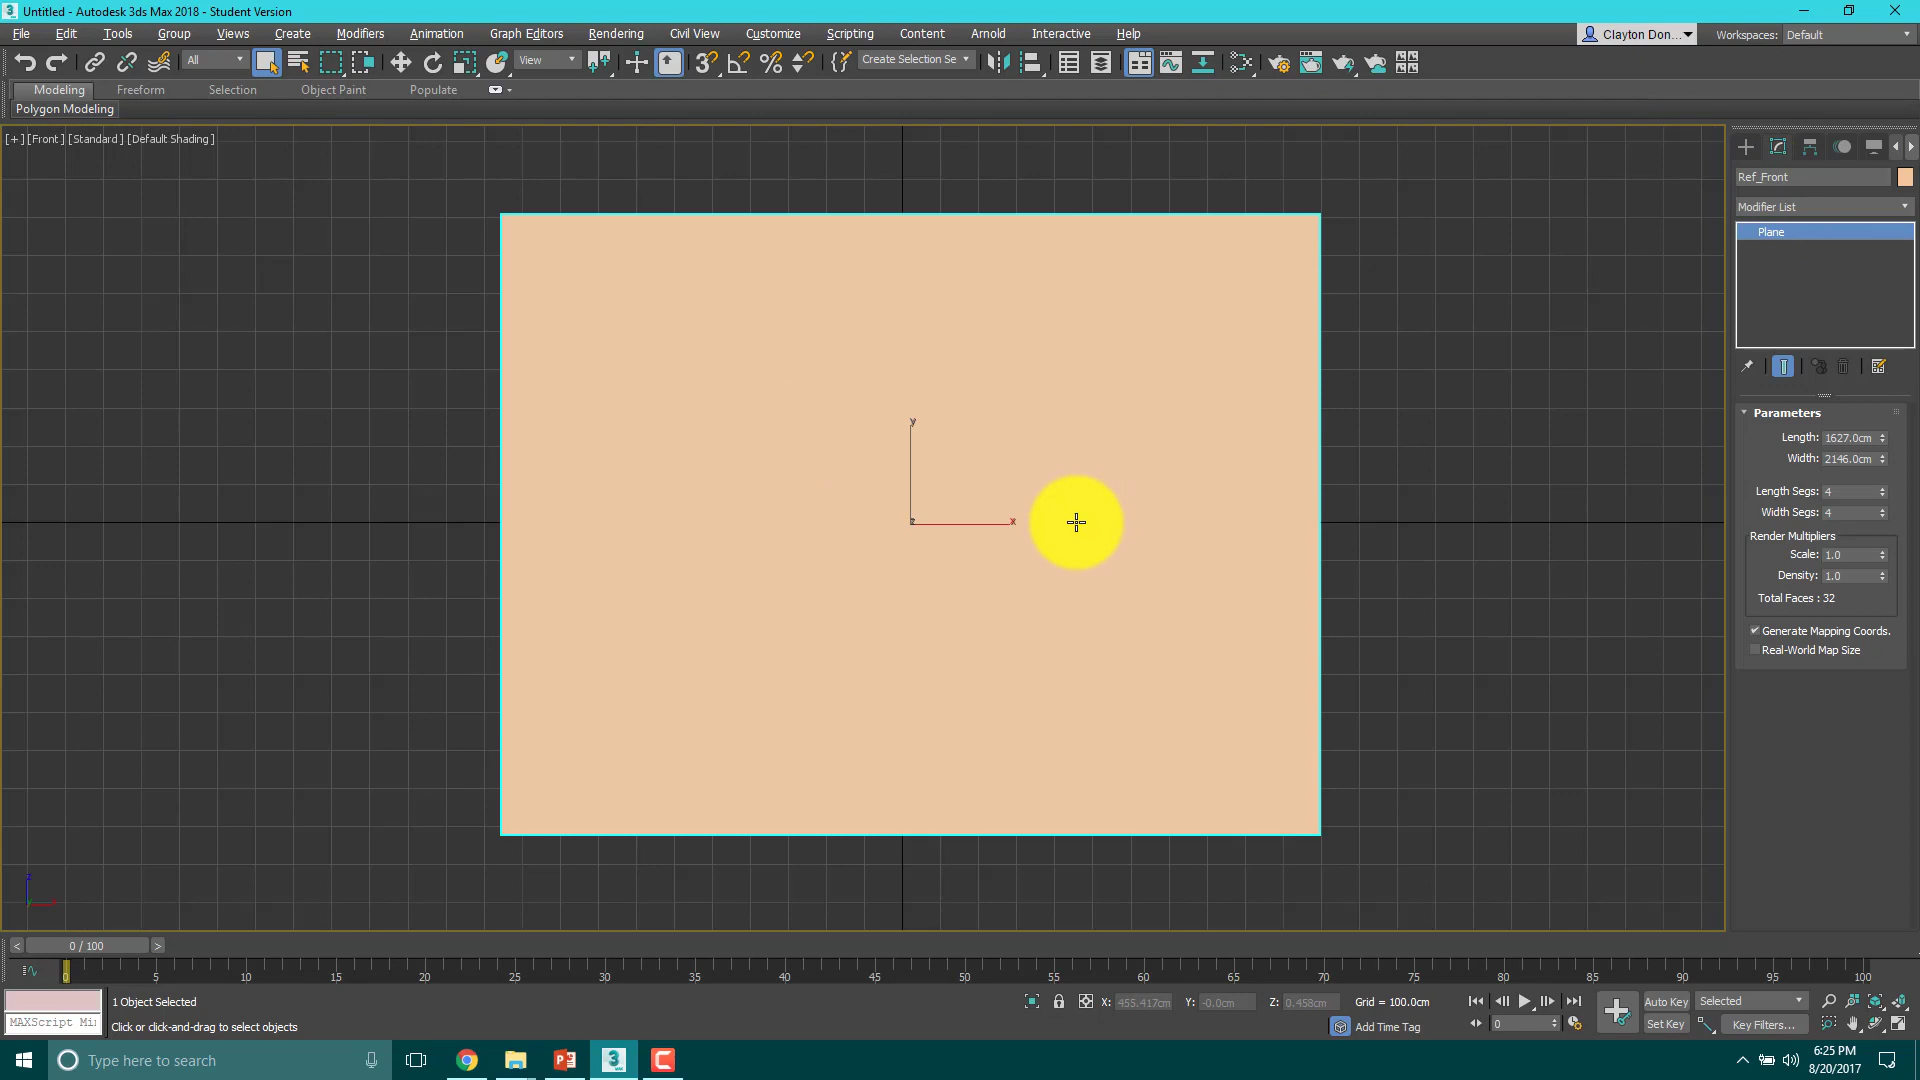 Untitled - Autodesk 3ds Max 2018 - Student Version
File Edit Tools Group Views Create Modifiers Animation Graph Editors Rendering Civil View Customize Scripting Content Arnold Interactive Help
Clayton Don... Workspaces: Default
All View Create Selection Se
Modeling Freeform Selection Object Paint Populate
Polygon Modeling
[+] [Front] [Standard] [Default Shading]
Ref_Front
Modifier List
Plane
Parameters
Length: 1627.0cm
Width: 2146.0cm
Length Segs: 4
Width Segs: 4
Render Multipliers
Scale: 1.0
Density: 1.0
Total Faces : 32
Generate Mapping Coords.
Real-World Map Size
y
z x
z
< 0 / 100 >
0 5 10 15 20 25 30 35 40 45 50 55 60 65 70 75 80 85 90 95 100
1 Object Selected X: 455.417cm Y: -0.0cm Z: 0.458cm Grid = 100.0cm Auto Key Selected
MAXScript Mi Click or click-and-drag to select objects Add Time Tag 0 Set Key Key Filters...
Type here to search
6:25 PM
8/20/2017